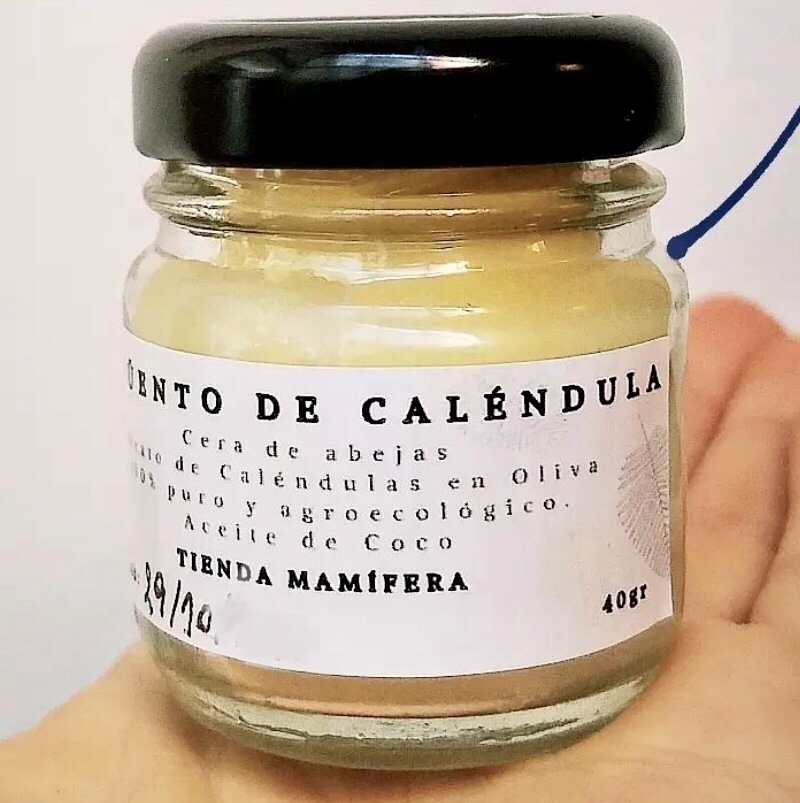 ÜENTO DE CALÉNDULA
Cera de abejas
de Caléndulas en Oliva
puro y agroecológico.
Aceite de Coco
TIENDA MAMÍFERA
29/10
40gr